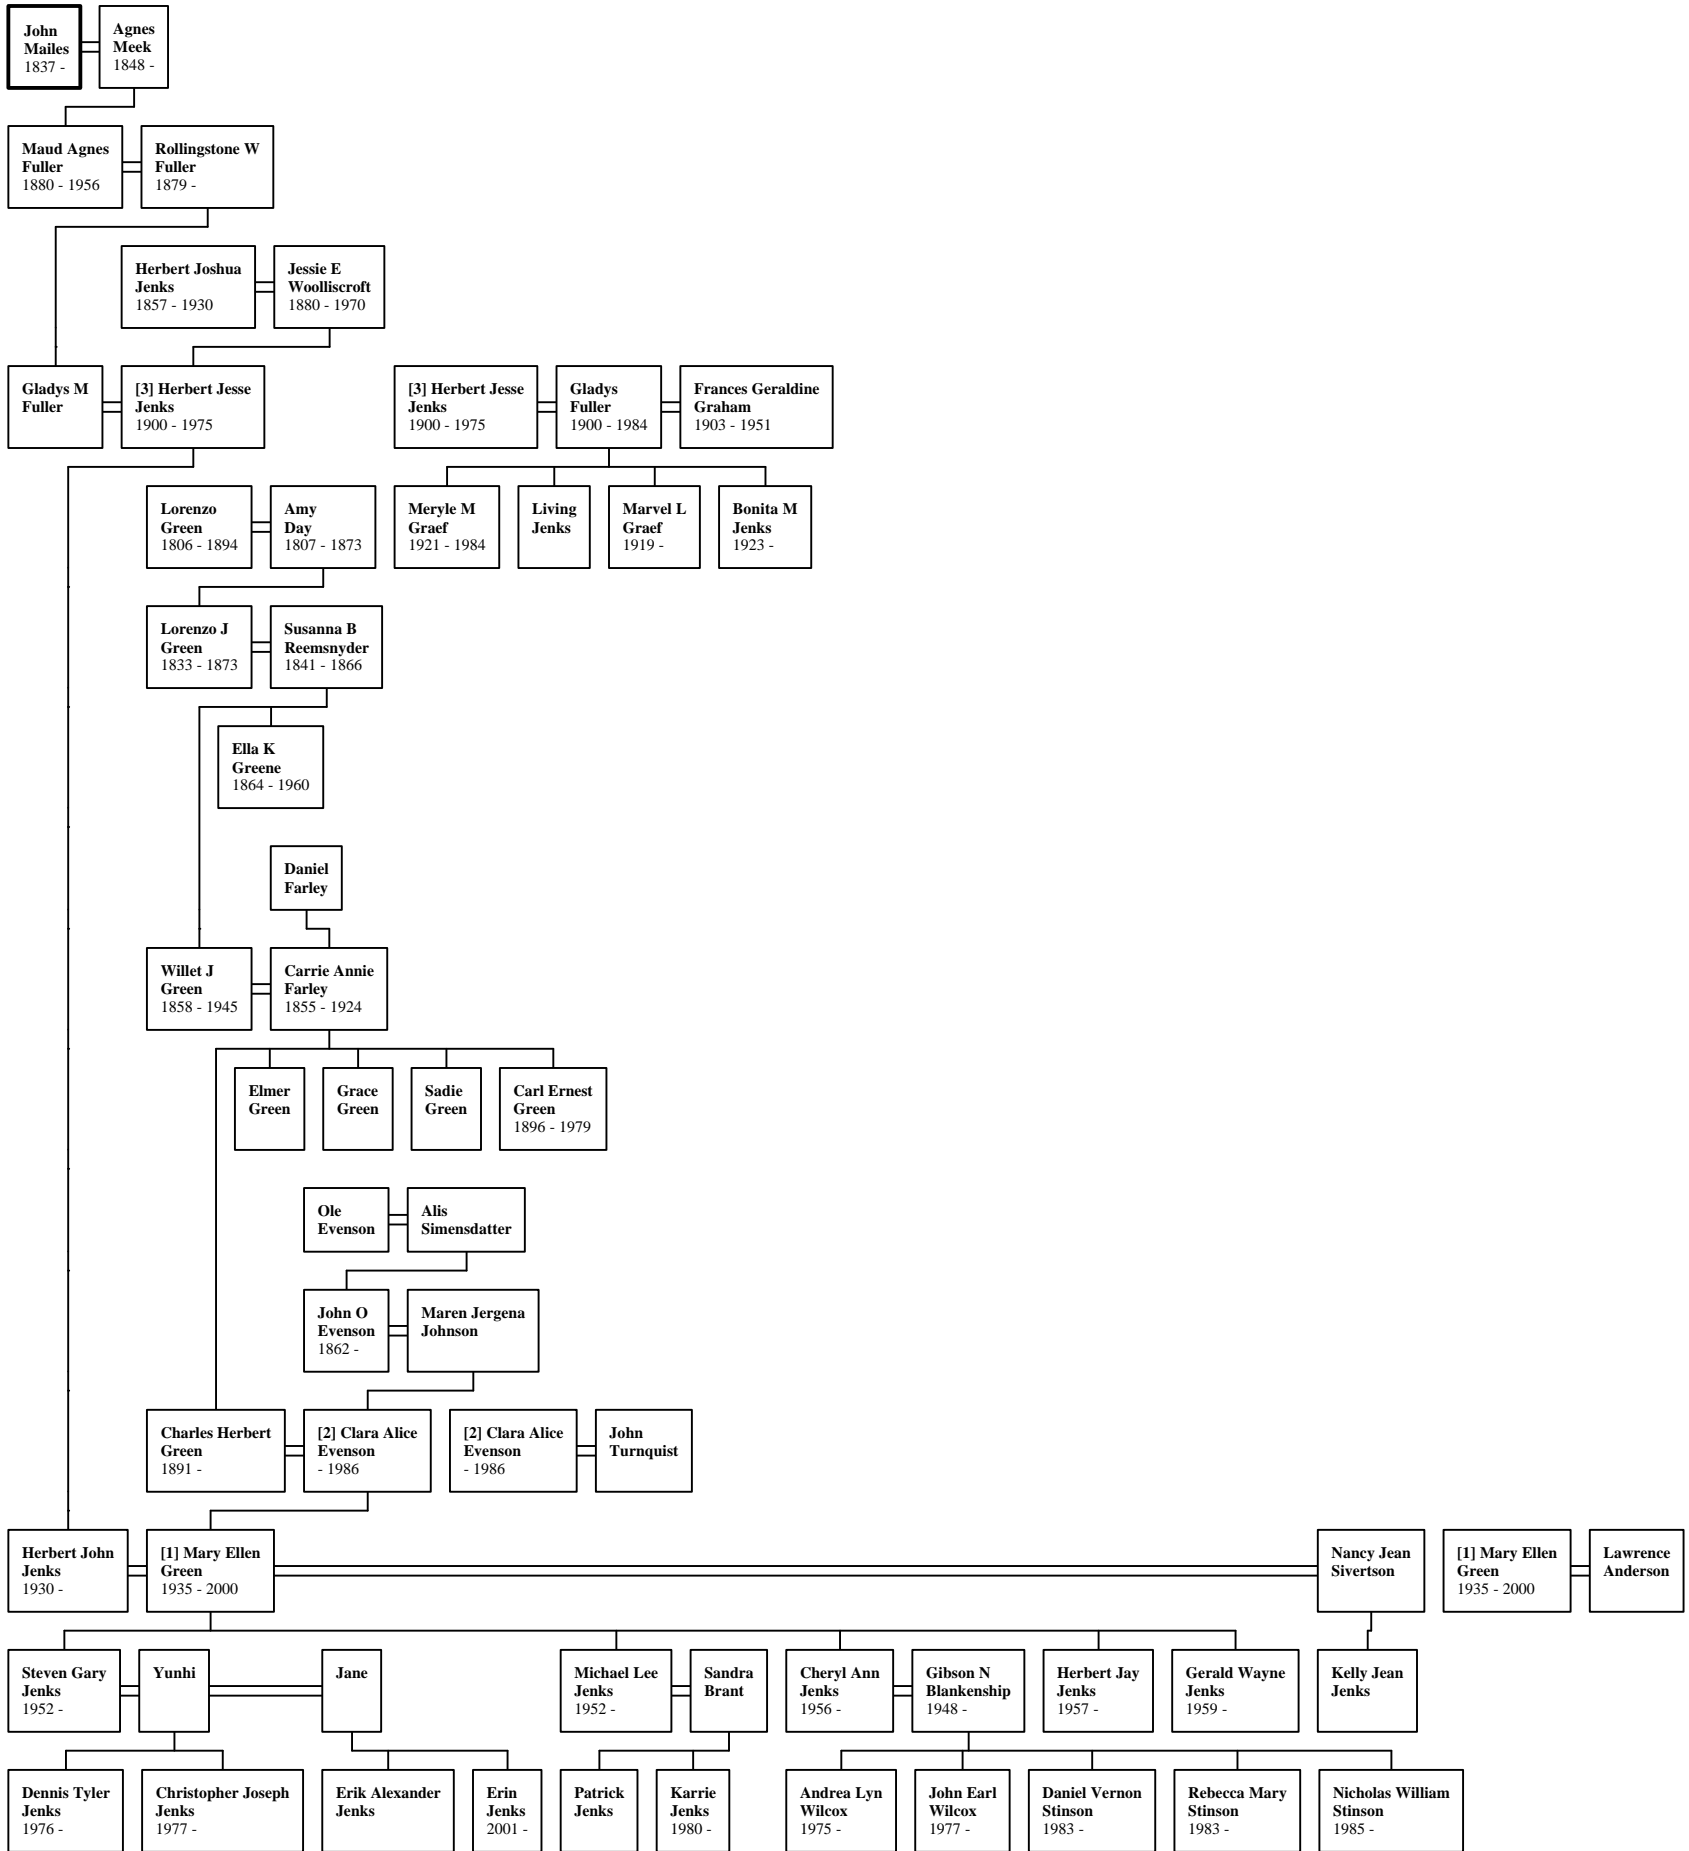 John
Mailes
1837 -
Agnes
Meek
1848 -
Maud Agnes
Fuller
1880 - 1956
Rollingstone W
Fuller
1879 -
Herbert Joshua
Jenks
1857 - 1930
Jessie E
Woolliscroft
1880 - 1970
Gladys M
Fuller
[3] Herbert Jesse
Jenks
1900 - 1975
[3] Herbert Jesse
Jenks
1900 - 1975
Gladys
Fuller
1900 - 1984
Frances Geraldine
Graham
1903 - 1951
Lorenzo
Green
1806 - 1894
Amy
Day
1807 - 1873
Meryle M
Graef
1921 - 1984
Living
Jenks
Marvel L
Graef
1919 -
Bonita M
Jenks
1923 -
Lorenzo J
Green
1833 - 1873
Susanna B
Reemsnyder
1841 - 1866
Ella K
Greene
1864 - 1960
Daniel
Farley
Willet J
Green
1858 - 1945
Carrie Annie
Farley
1855 - 1924
Elmer
Green
Grace
Green
Sadie
Green
Carl Ernest
Green
1896 - 1979
Ole
Evenson
Alis
Simensdatter
John O
Evenson
1862 -
Maren Jergena
Johnson
Charles Herbert
Green
1891 -
[2] Clara Alice
Evenson
- 1986
[2] Clara Alice
Evenson
- 1986
John
Turnquist
Herbert John
Jenks
1930 -
[1] Mary Ellen
Green
1935 - 2000
Nancy Jean
Sivertson
[1] Mary Ellen
Green
1935 - 2000
Lawrence
Anderson
Steven Gary
Jenks
1952 -
Yunhi
Jane
Michael Lee
Jenks
1952 -
Sandra
Brant
Cheryl Ann
Jenks
1956 -
Gibson N
Blankenship
1948 -
Herbert Jay
Jenks
1957 -
Gerald Wayne
Jenks
1959 -
Kelly Jean
Jenks
Dennis Tyler
Jenks
1976 -
Christopher Joseph
Jenks
1977 -
Erik Alexander
Jenks
Erin
Jenks
2001 -
Patrick
Jenks
Karrie
Jenks
1980 -
Andrea Lyn
Wilcox
1975 -
John Earl
Wilcox
1977 -
Daniel Vernon
Stinson
1983 -
Rebecca Mary
Stinson
1983 -
Nicholas William
Stinson
1985 -